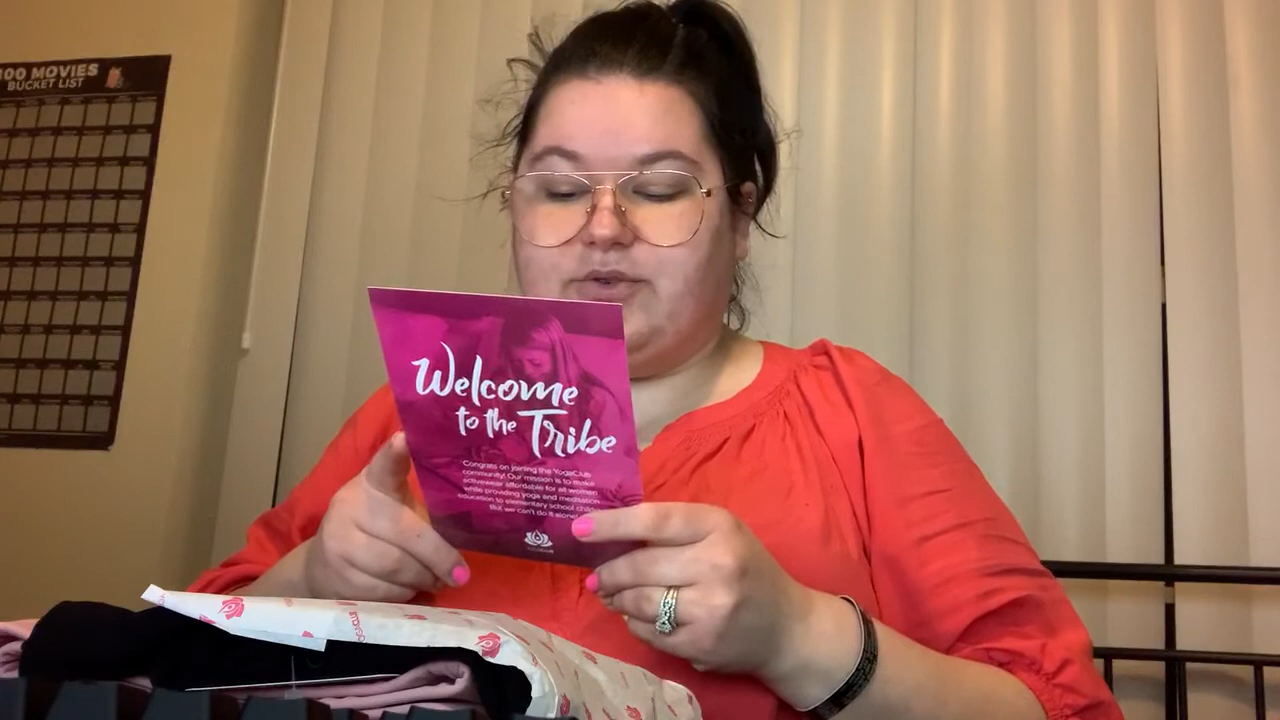 100 MOVIES
BUCKET LIST
Welcome
to the Tribe
Congrats on joining the YogaClub
community! Our mission is to make
activewear affordable for all women
while providing yoga and meditation
education to elementary school
But we can't do it alone!